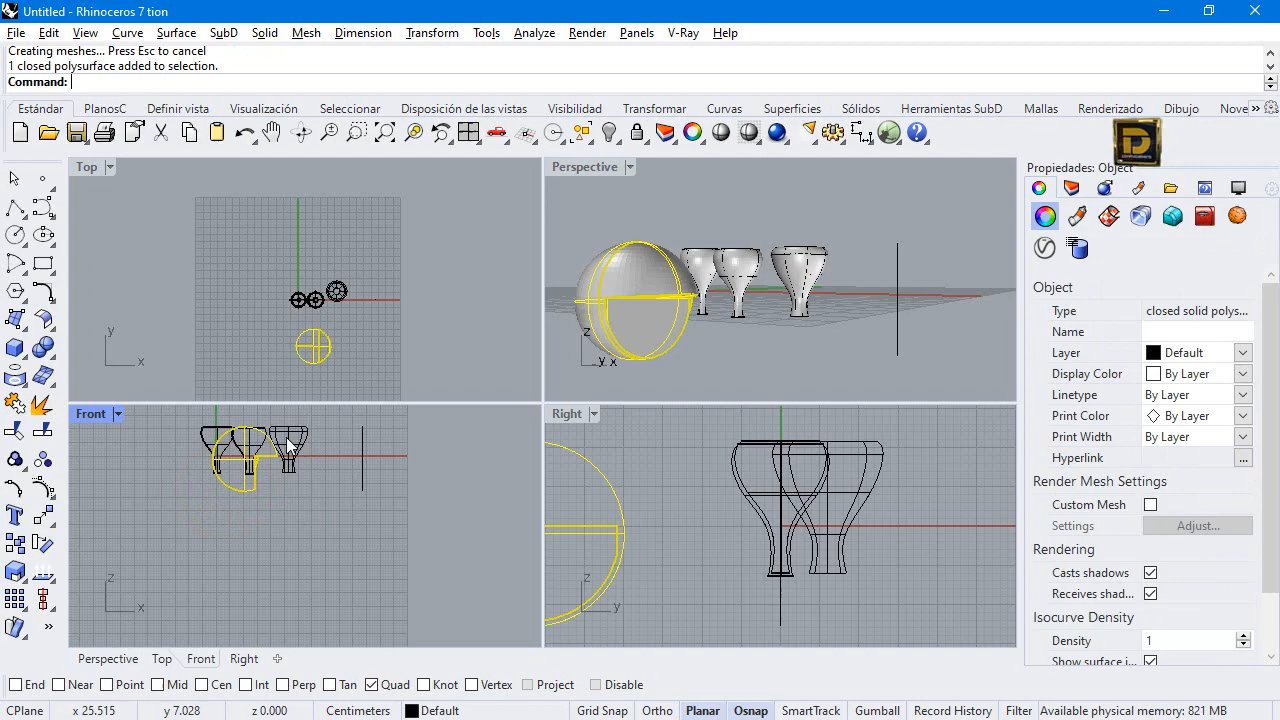 Untitled - Rhinoceros 7 tion
File Edit View Curve Surface SubD Solid Mesh Dimension Transform Tools Analyze Render Panels V-Ray Help
Creating meshes... Press Esc to cancel
1 closed polysurface added to selection.
Command:
Estándar PlanosC Definir vista Visualización Seleccionar Disposición de las vistas Visibilidad Transformar Curvas Superficies Sólidos Herramientas SubD Mallas Renderizado Dibujo Nove »
Propiedades: Object
Top
Perspective
y
x
z
y x
Object
Type closed solid polys...
Name
Layer Default
Display Color By Layer
Linetype By Layer
Print Color By Layer
Print Width By Layer
Hyperlink ...
Front
Right
z
x
z
y
Render Mesh Settings
Custom Mesh
Settings Adjust...
Rendering
Casts shadows
Receives shad...
Isocurve Density
Density 1
Show surface i...
Perspective Top Front Right
End Near Point Mid Cen Int Perp Tan Quad Knot Vertex Project Disable
CPlane x 25.515 y 7.028 z 0.000 Centimeters Default Grid Snap Ortho Planar Osnap SmartTrack Gumball Record History Filter Available physical memory: 821 MB